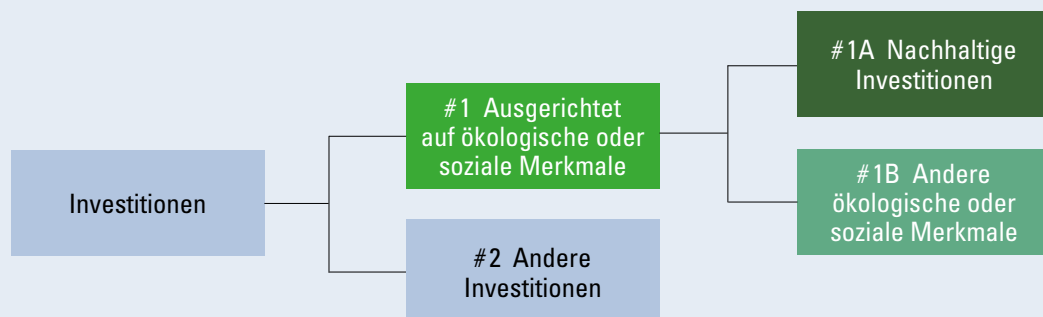 Investitionen
#1 Ausgerichtet
auf ökologische oder
soziale Merkmale
#2 Andere
Investitionen
#1A Nachhaltige
Investitionen
#1B Andere
ökologische oder
soziale Merkmale